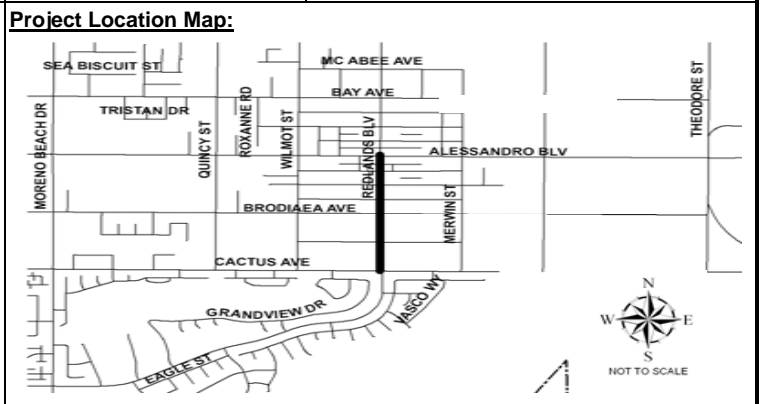 Project Location Map:
SEA BISCUIT ST
MC ABEE AVE
BAY AVE
TRISTAN DR
MORENO BEACH DR
QUINCY ST
ROXANNE RD
WILMOT ST
REDLANDS BLV
THEODORE ST
ALESSANDRO BLV
BRODIAEA AVE
MERWIN ST
CACTUS AVE
GRANDVIEW DR
VASCO WY
EAGLE ST
N
W
E
S
NOT TO SCALE